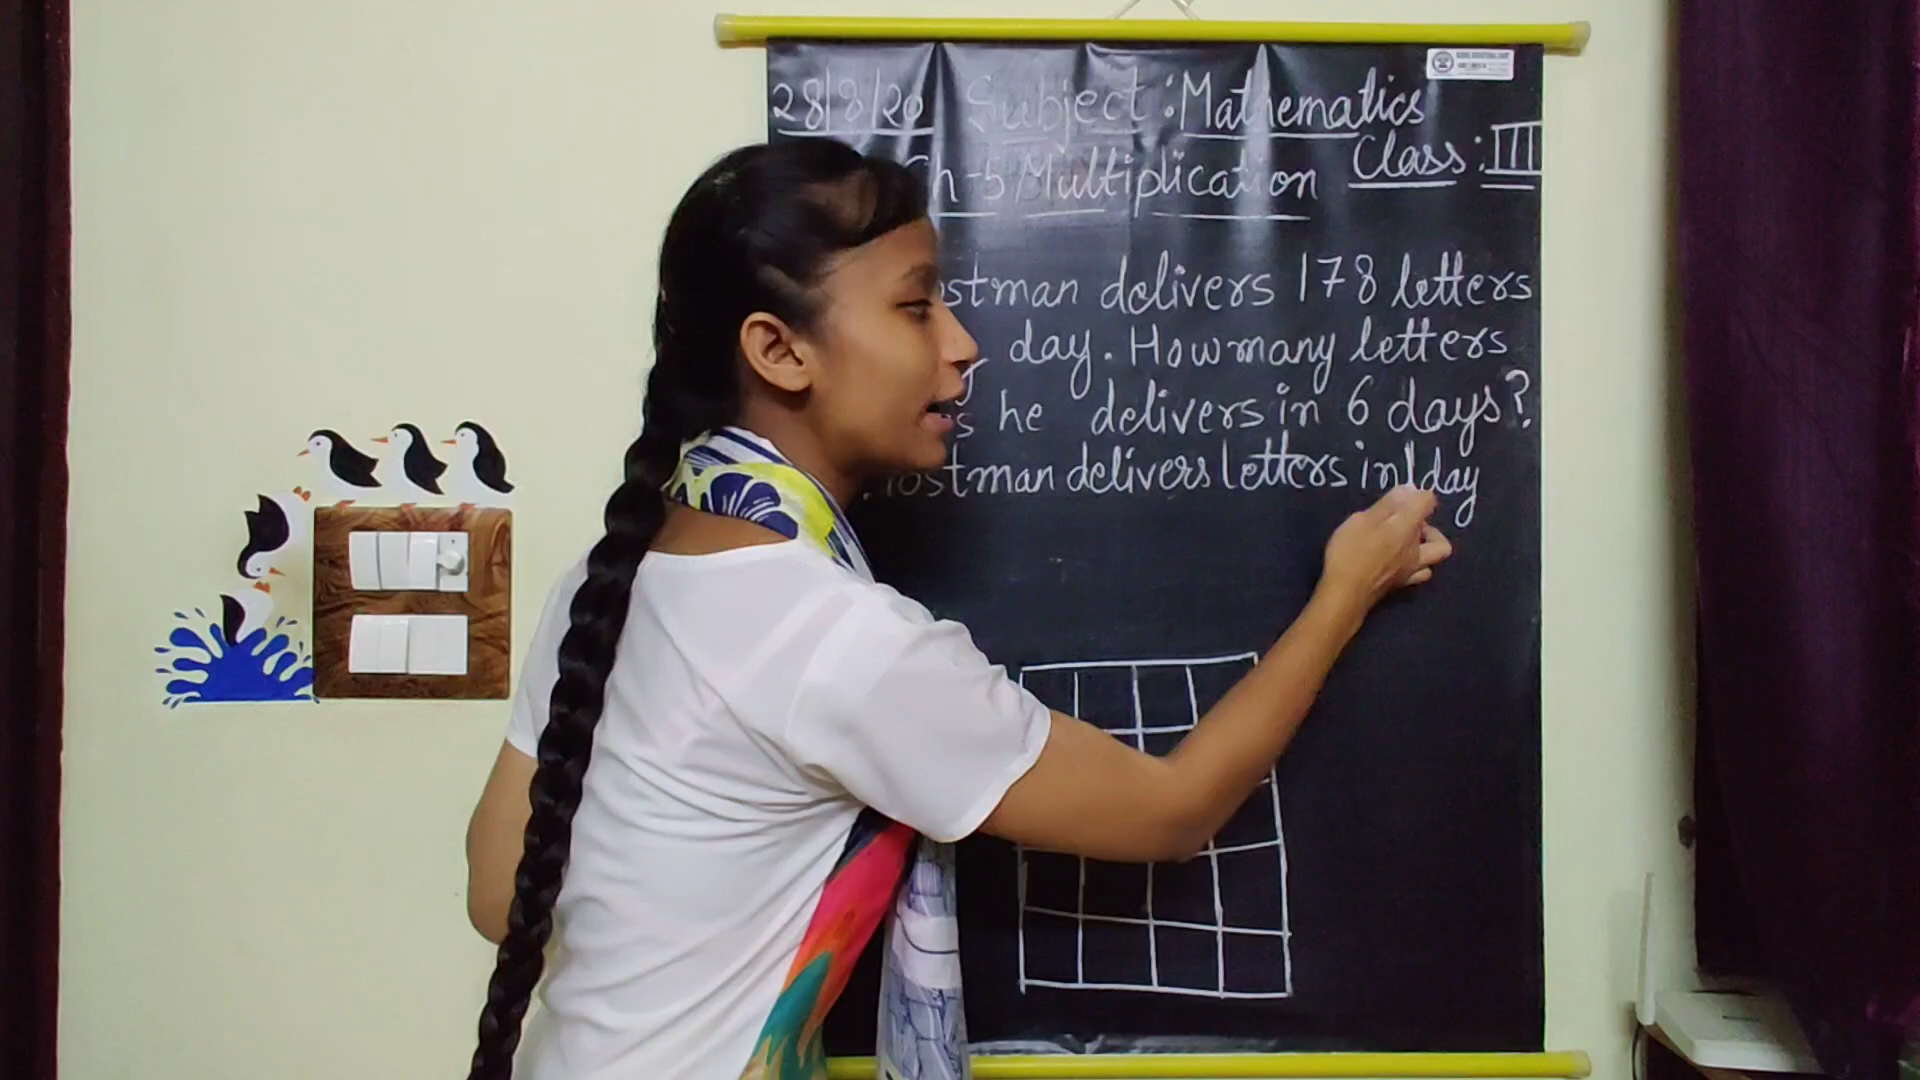 28/8/20 Subject : Mathematics
Class : III
Ch-5 Multiplication
ostman delivers 178 letters
day. How many letters
he delivers in 6 days?
Postman delivers letters in 1 day